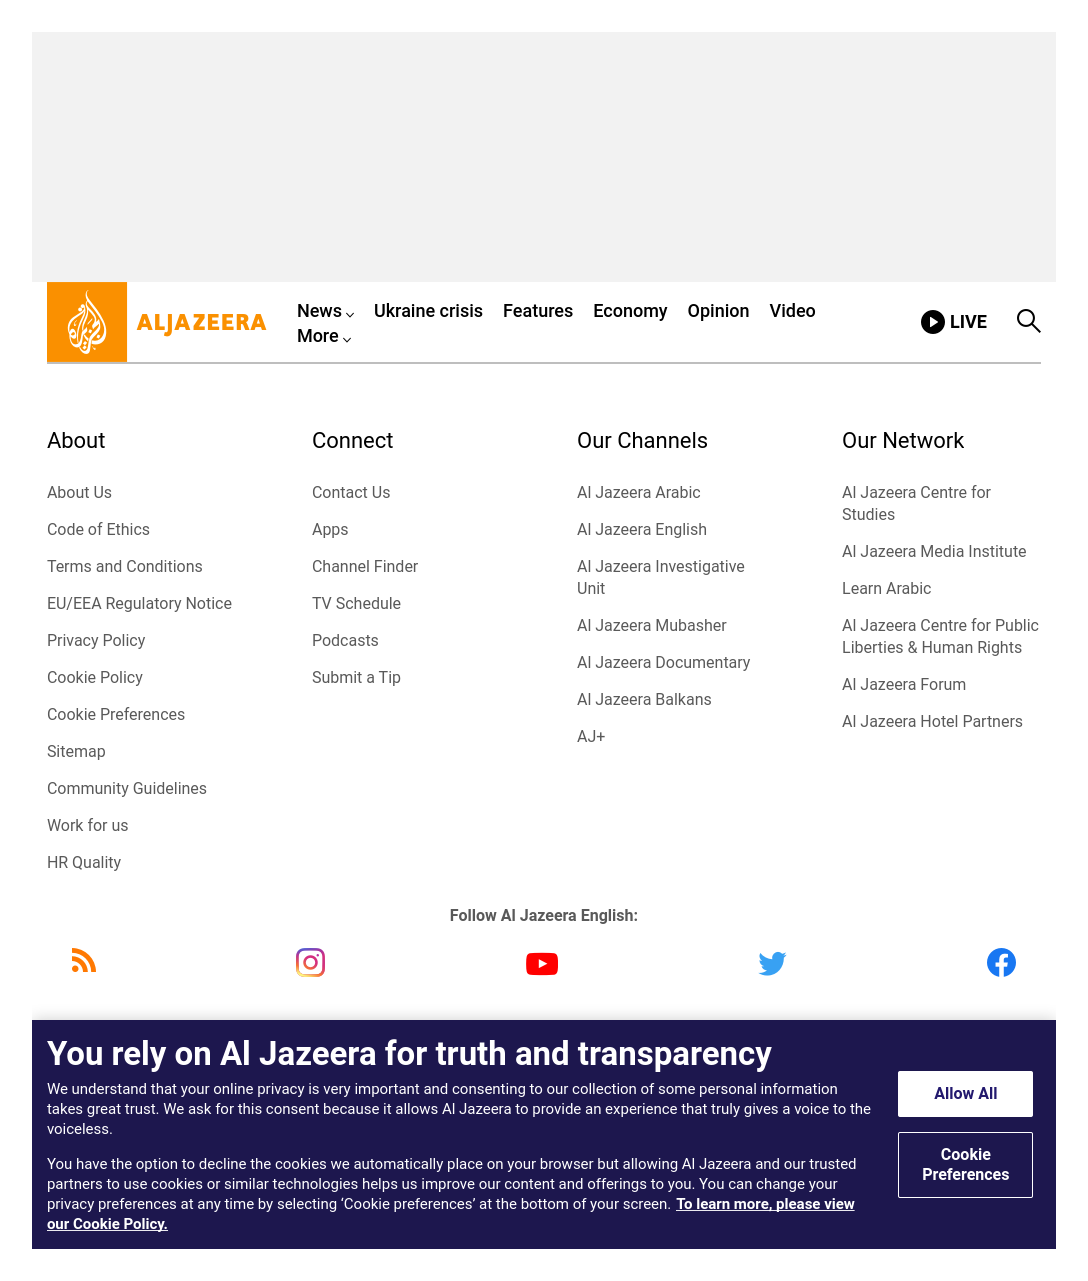 ALJAZEERA
News
Ukraine crisis
Features
Economy
Opinion
Video
More
LIVE
About
About Us
Code of Ethics
Terms and Conditions
EU/EEA Regulatory Notice
Privacy Policy
Cookie Policy
Cookie Preferences
Sitemap
Community Guidelines
Work for us
HR Quality
Connect
Contact Us
Apps
Channel Finder
TV Schedule
Podcasts
Submit a Tip
Our Channels
Al Jazeera Arabic
Al Jazeera English
Al Jazeera Investigative
Unit
Al Jazeera Mubasher
Al Jazeera Documentary
Al Jazeera Balkans
AJ+
Our Network
Al Jazeera Centre for
Studies
Al Jazeera Media Institute
Learn Arabic
Al Jazeera Centre for Public
Liberties & Human Rights
Al Jazeera Forum
Al Jazeera Hotel Partners
Follow Al Jazeera English:
You rely on Al Jazeera for truth and transparency
We understand that your online privacy is very important and consenting to our collection of some personal information
takes great trust. We ask for this consent because it allows Al Jazeera to provide an experience that truly gives a voice to the
voiceless.
You have the option to decline the cookies we automatically place on your browser but allowing Al Jazeera and our trusted
partners to use cookies or similar technologies helps us improve our content and offerings to you. You can change your
privacy preferences at any time by selecting ‘Cookie preferences’ at the bottom of your screen. To learn more, please view
our Cookie Policy.
Allow All
Cookie
Preferences